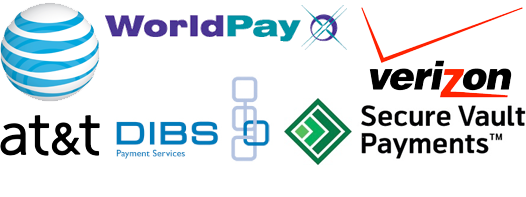 WorldPay
verizon
at&t
DIBS
Payment Services
Secure Vault
Payments™